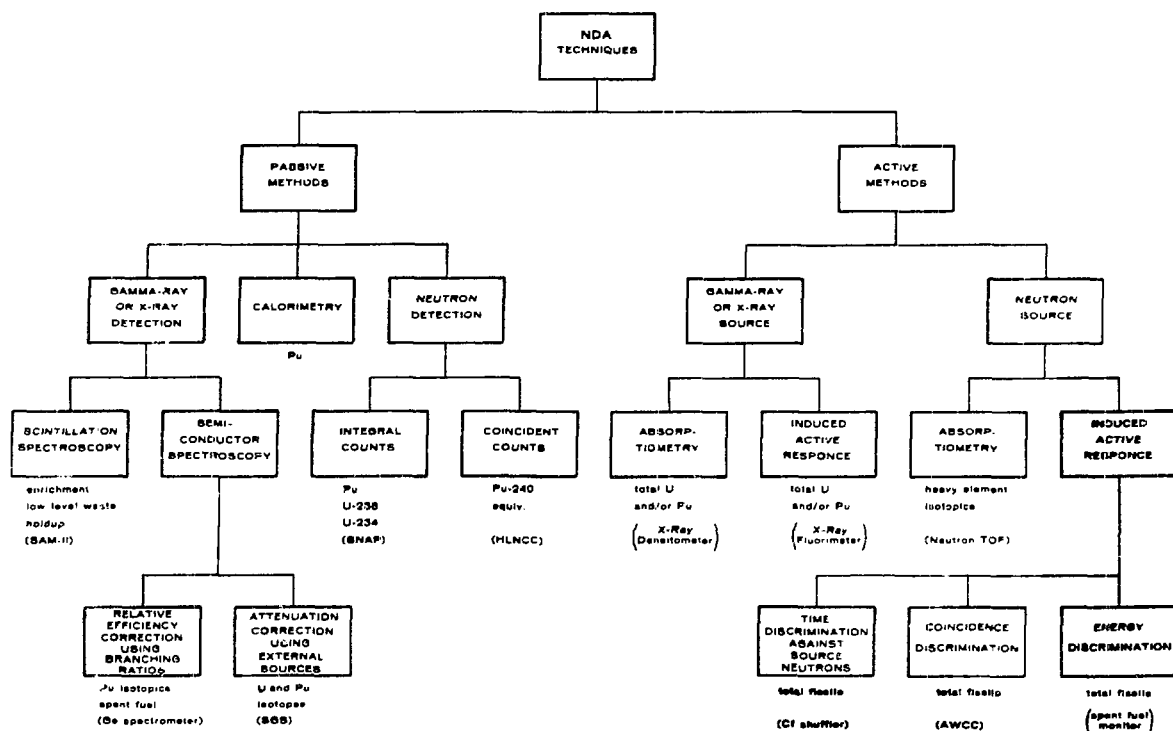 NDA
TECHNIQUES
PASSIVE
METHODS
ACTIVE
METHODS
GAMMA-RAY
OR X-RAY
DETECTION
CALORIMETRY
Pu
NEUTRON
DETECTION
GAMMA-RAY
OR X-RAY
SOURCE
NEUTRON
SOURCE
SCINTILLATION
SPECTROSCOPY
enrichment
low level waste
holdup
(SAM-II)
SEMI-
CONDUCTOR
SPECTROSCOPY
INTEGRAL
COUNTS
Pu
U-238
U-234
(SNAP)
COINCIDENT
COUNTS
Pu-240
equiv.
(HLNCC)
ABSORP-
TIOMETRY
total U
and/or Pu
(X-Ray
Densitometer)
INDUCED
ACTIVE
RESPONCE
total U
and/or Pu
(X-Ray
Fluorimeter)
ABSORP-
TIOMETRY
heavy element
isotopics
(Neutron TOF)
INDUCED
ACTIVE
RESPONCE
RELATIVE
EFFICIENCY
CORRECTION
USING
BRANCHING
RATIOS
Pu isotopics
spent fuel
(Ge spectrometer)
ATTENUATION
CORRECTION
USING
EXTERNAL
SOURCES
U and Pu
isotopes
(SGS)
TIME
DISCRIMINATION
AGAINST
SOURCE
NEUTRONS
total fissile
(Cf shuffler)
COINCIDENCE
DISCRIMINATION
total fissile
(AWCC)
ENERGY
DISCRIMINATION
total fissile
(spent fuel
monitor)